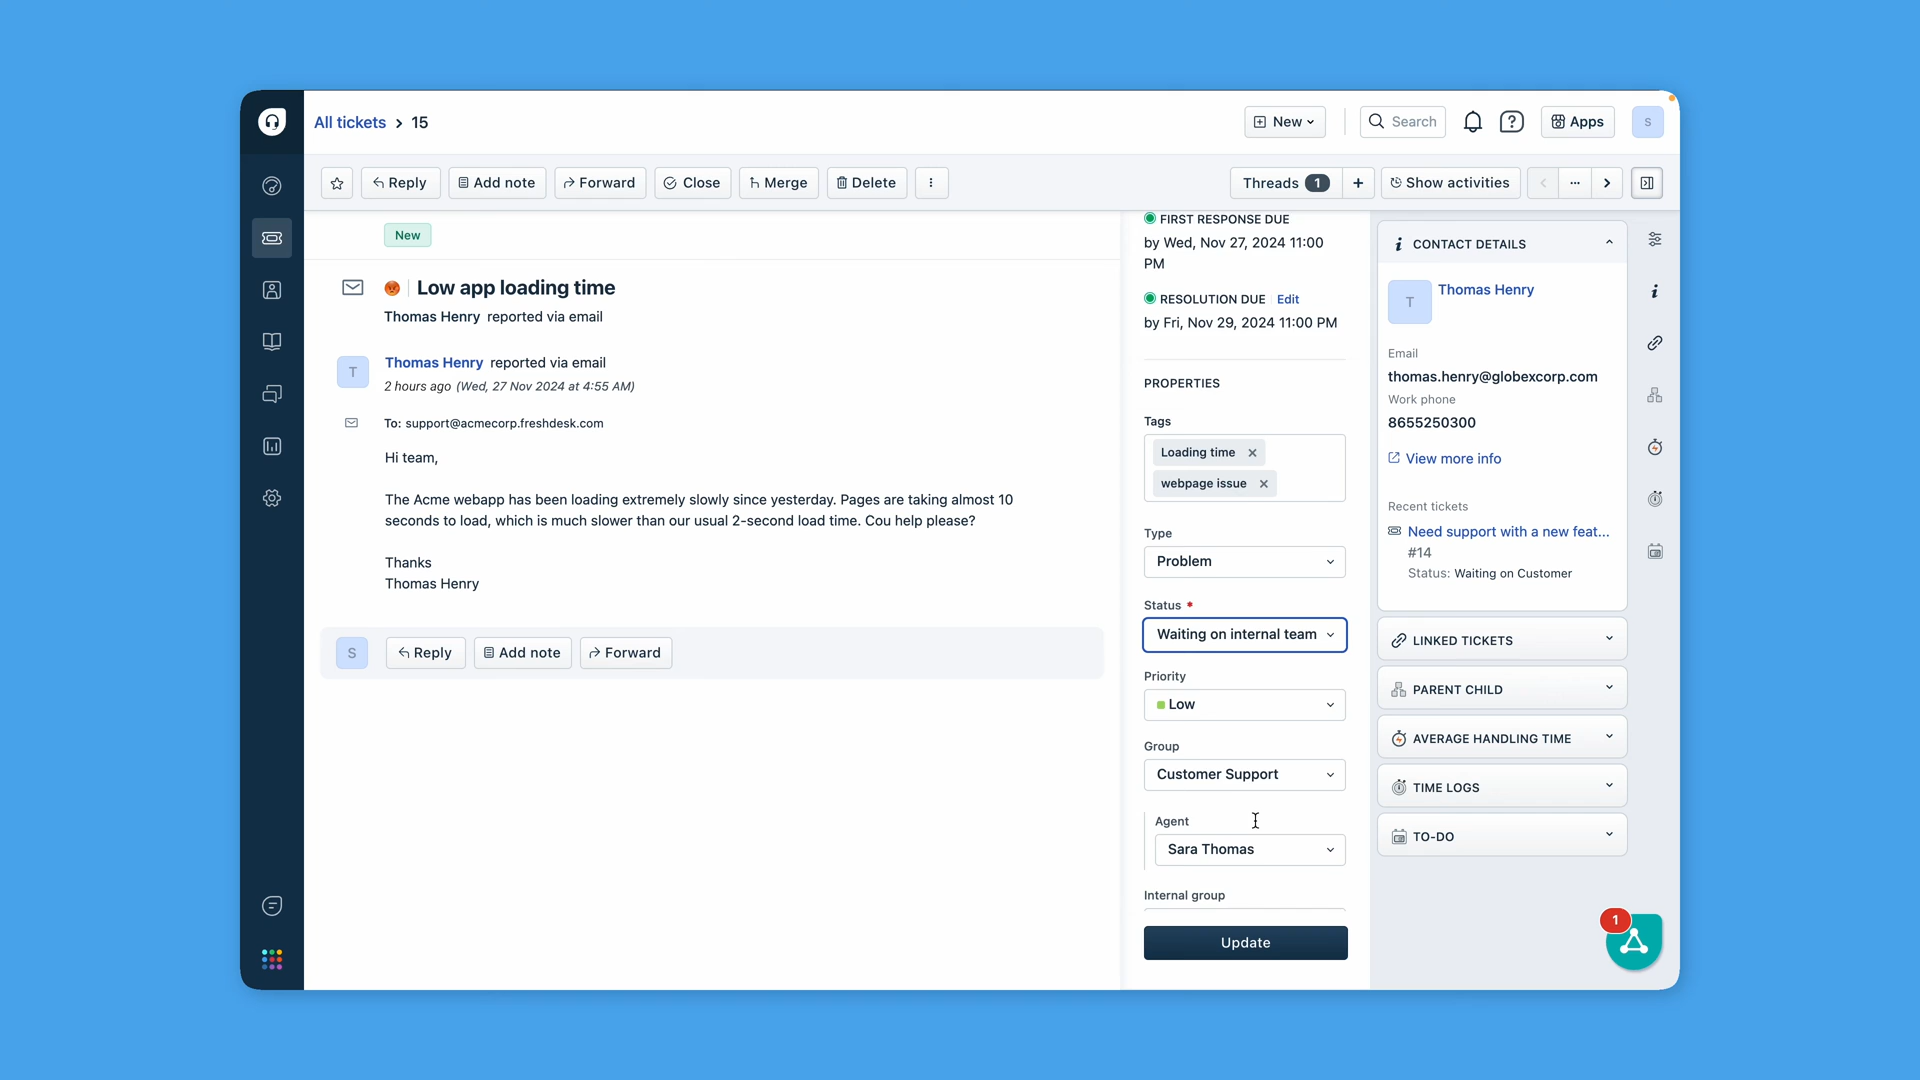 All tickets > 15
New
Search
Apps
S
Reply
Add note
Forward
Close
Merge
Delete
Threads 1
+
Show activities
New
Low app loading time
Thomas Henry reported via email
T
Thomas Henry reported via email
2 hours ago (Wed, 27 Nov 2024 at 4:55 AM)
To: support@acmecorp.freshdesk.com
Hi team,
The Acme webapp has been loading extremely slowly since yesterday. Pages are taking almost 10
seconds to load, which is much slower than our usual 2-second load time. Cou help please?
Thanks
Thomas Henry
S
Reply
Add note
Forward
FIRST RESPONSE DUE
by Wed, Nov 27, 2024 11:00
PM
RESOLUTION DUE Edit
by Fri, Nov 29, 2024 11:00 PM
PROPERTIES
Tags
Loading time
webpage issue
Type
Problem
Status *
Waiting on internal team
Priority
Low
Group
Customer Support
Agent
Sara Thomas
Internal group
Update
CONTACT DETAILS
T
Thomas Henry
Email
thomas.henry@globexcorp.com
Work phone
8655250300
View more info
Recent tickets
Need support with a new feat...
#14
Status: Waiting on Customer
LINKED TICKETS
PARENT CHILD
AVERAGE HANDLING TIME
TIME LOGS
TO-DO
1